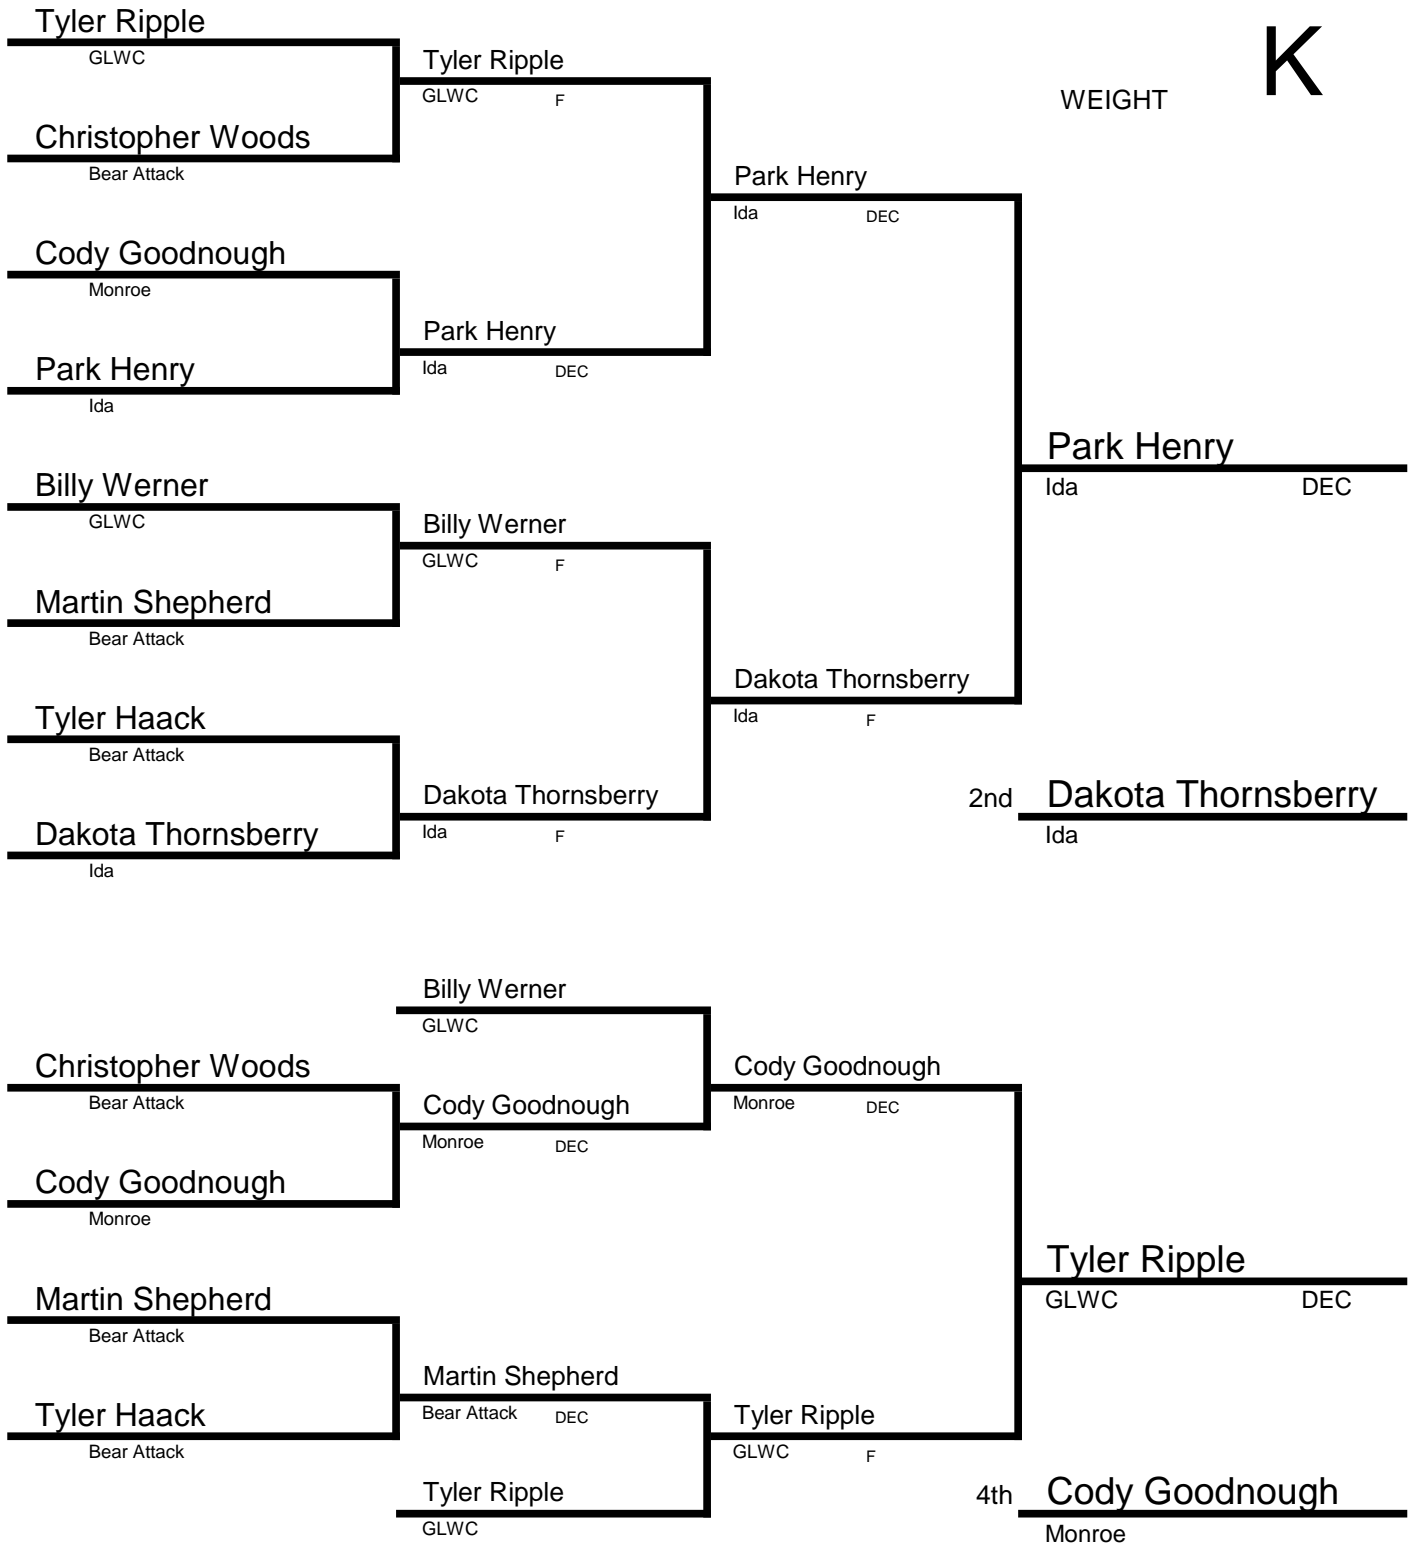 Tyler Ripple
GLWC
Tyler Ripple
GLWC F
K
WEIGHT
Christopher Woods
Bear Attack
Park Henry
Ida DEC
Cody Goodnough
Monroe
Park Henry
Ida DEC
Park Henry
Ida
Park Henry
Ida DEC
Billy Werner
GLWC
Billy Werner
GLWC F
Martin Shepherd
Bear Attack
Dakota Thornsberry
Ida F
Tyler Haack
Bear Attack
Dakota Thornsberry
Ida F
2nd Dakota Thornsberry
Ida
Dakota Thornsberry
Ida
Billy Werner
GLWC
Christopher Woods
Bear Attack
Cody Goodnough
Monroe DEC
Cody Goodnough
Monroe DEC
Cody Goodnough
Monroe
Tyler Ripple
GLWC DEC
Martin Shepherd
Bear Attack
Martin Shepherd
Bear Attack DEC
Tyler Haack
Bear Attack
Tyler Ripple
GLWC F
Tyler Ripple
GLWC
4th Cody Goodnough
Monroe